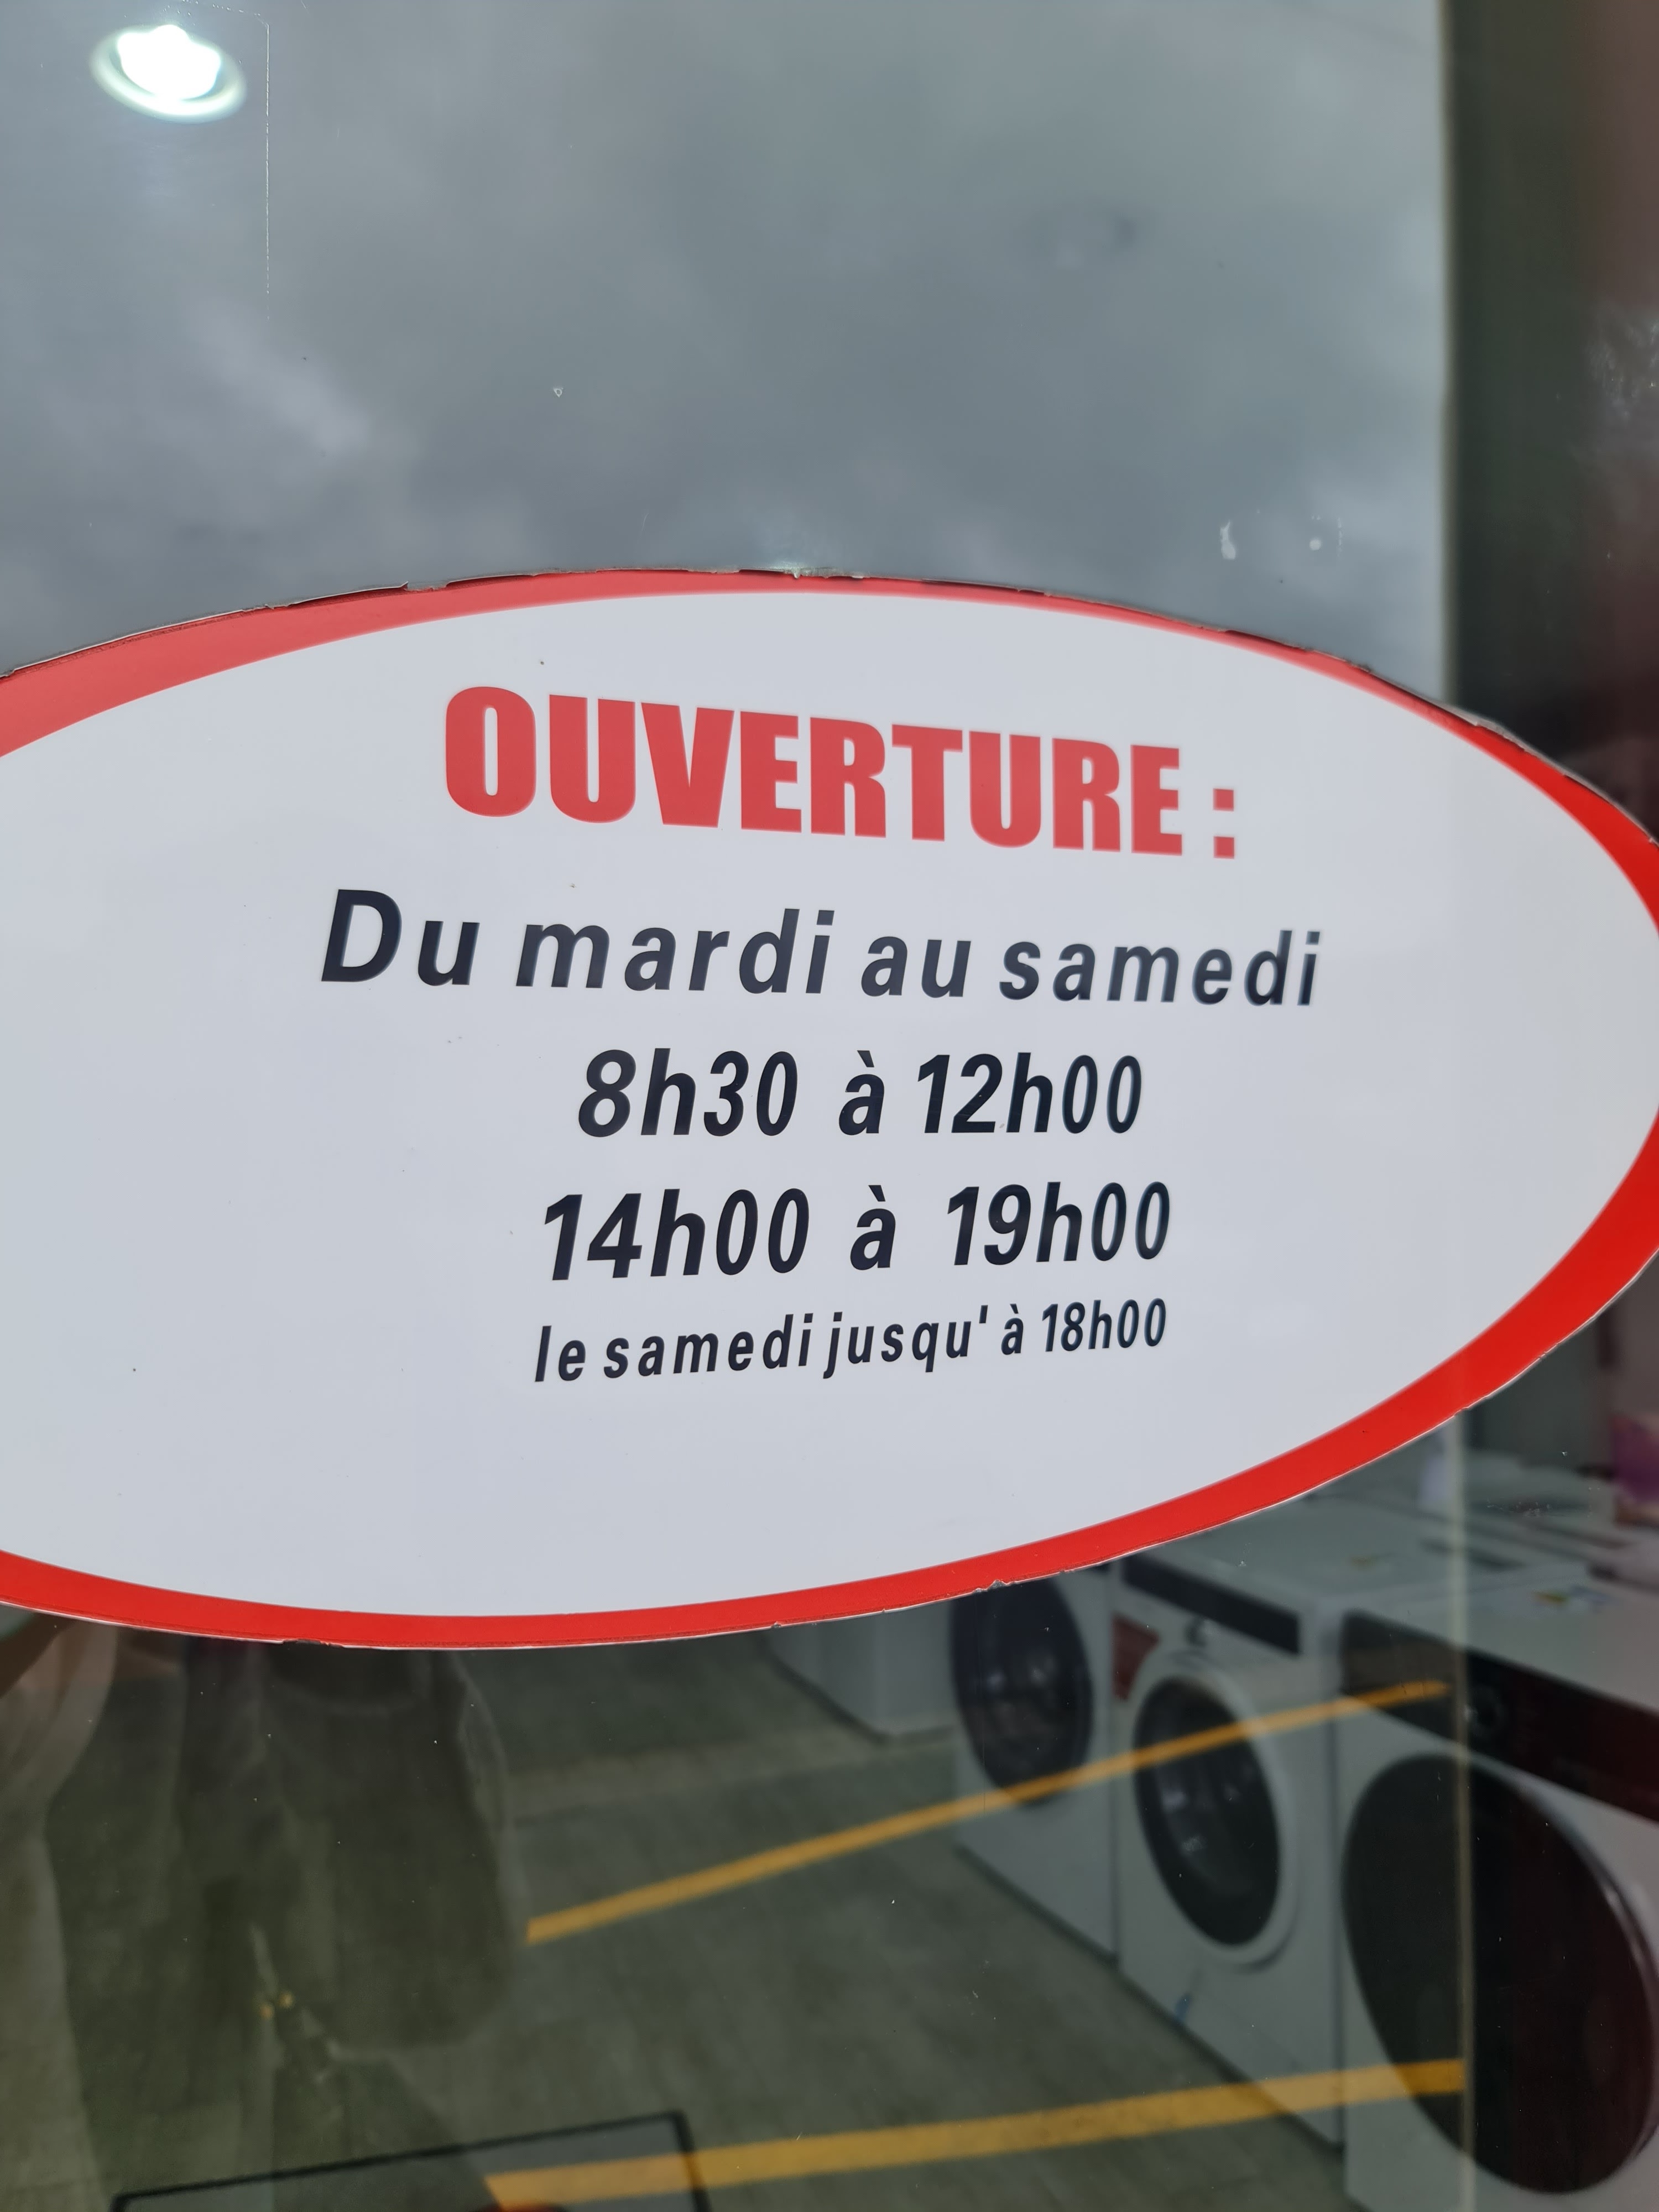 OUVERTURE :
Du mardi au samedi
8h30 à 12h00
14h00 à 19h00
le samedi jusqu'à 18h00